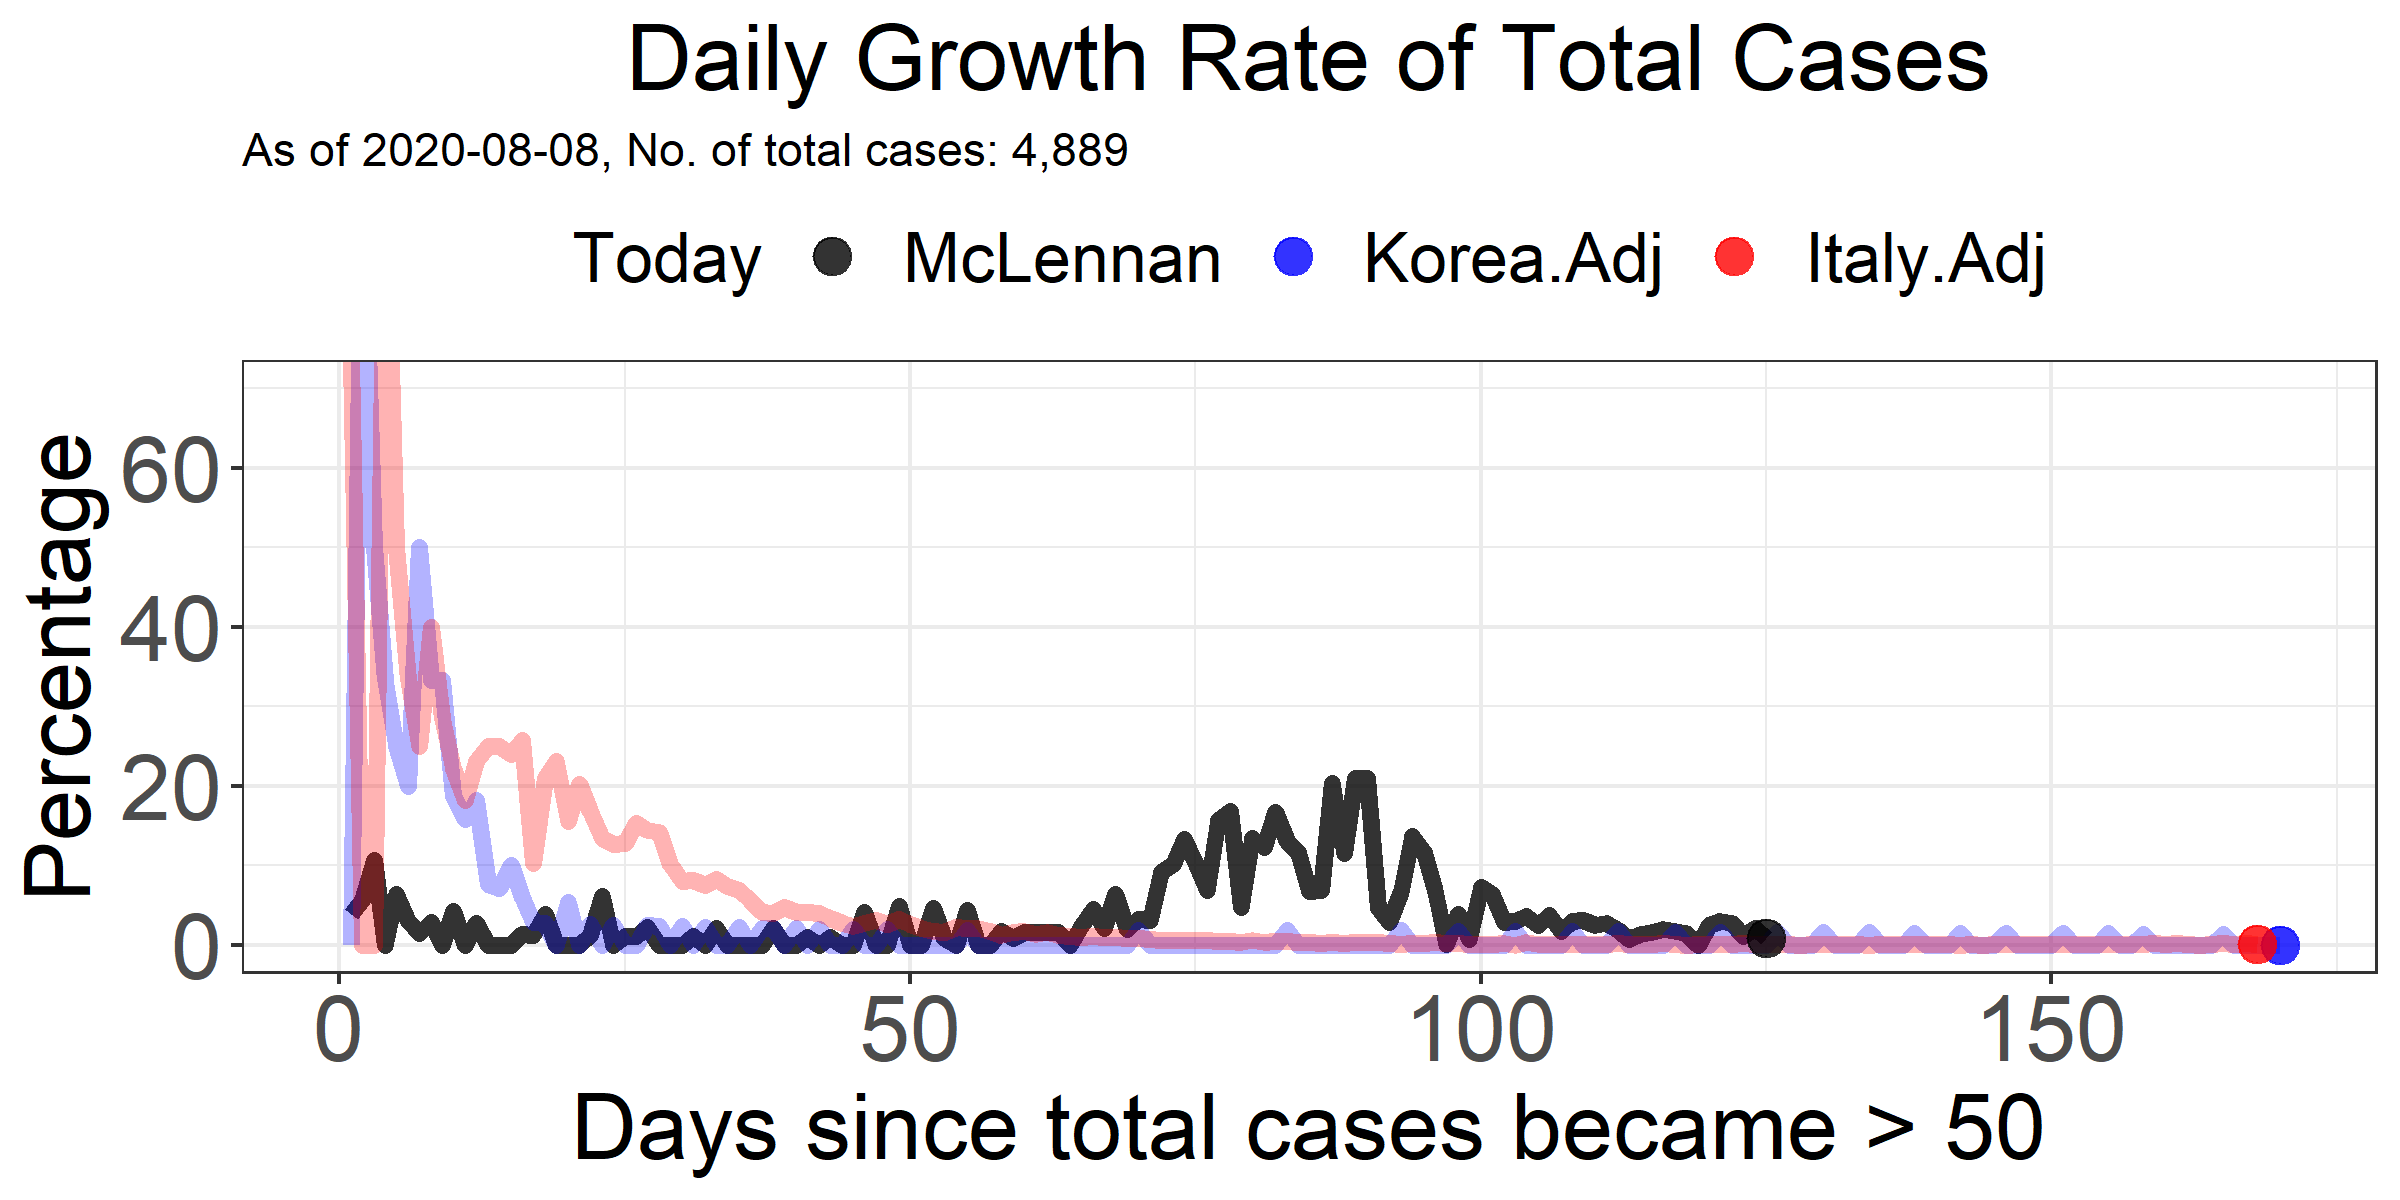 Daily Growth Rate of Total Cases
As of 2020-08-08, No. of total cases: 4,889
Today McLennan Korea.Adj Italy.Adj
Percentage
60
40
20
0
0 50 100 150
Days since total cases became > 50